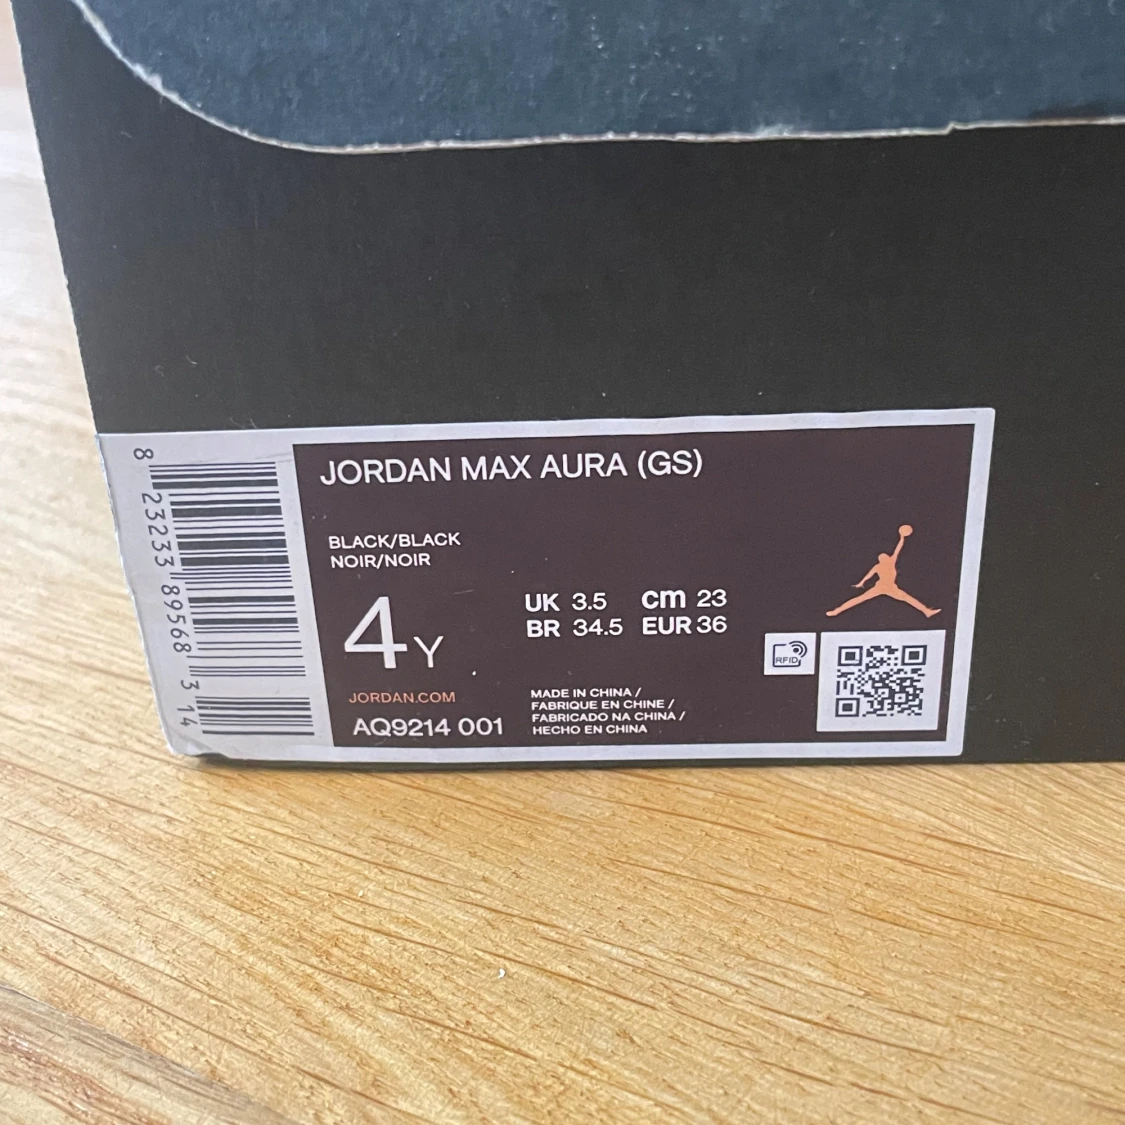 JORDAN MAX AURA (GS)
BLACK/BLACK
NOIR/NOIR
4Y
UK 3.5 cm 23
BR 34.5 EUR 36
RFID
JORDAN.COM
AQ9214 001
MADE IN CHINA /
FABRIQUE EN CHINE /
FABRICADO NA CHINA /
HECHO EN CHINA
8 23233 89568 3 14